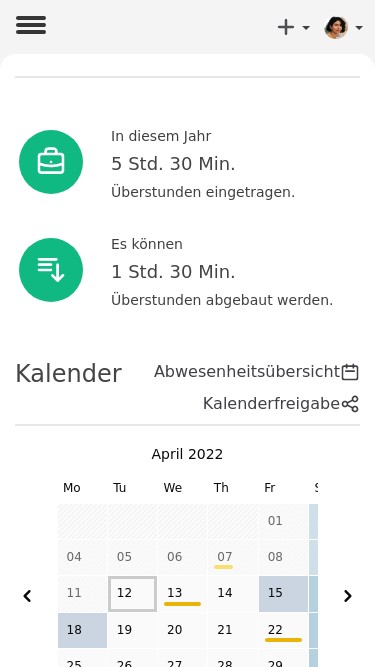 In diesem Jahr
5 Std. 30 Min.
Überstunden eingetragen.
Es können
1 Std. 30 Min.
Überstunden abgebaut werden.
Kalender
Abwesenheitsübersicht
Kalenderfreigabe
April 2022
Mo Tu We Th Fr
01
04 05 06 07 08
11 12 13 14 15
18 19 20 21 22
25 26 27 28 29